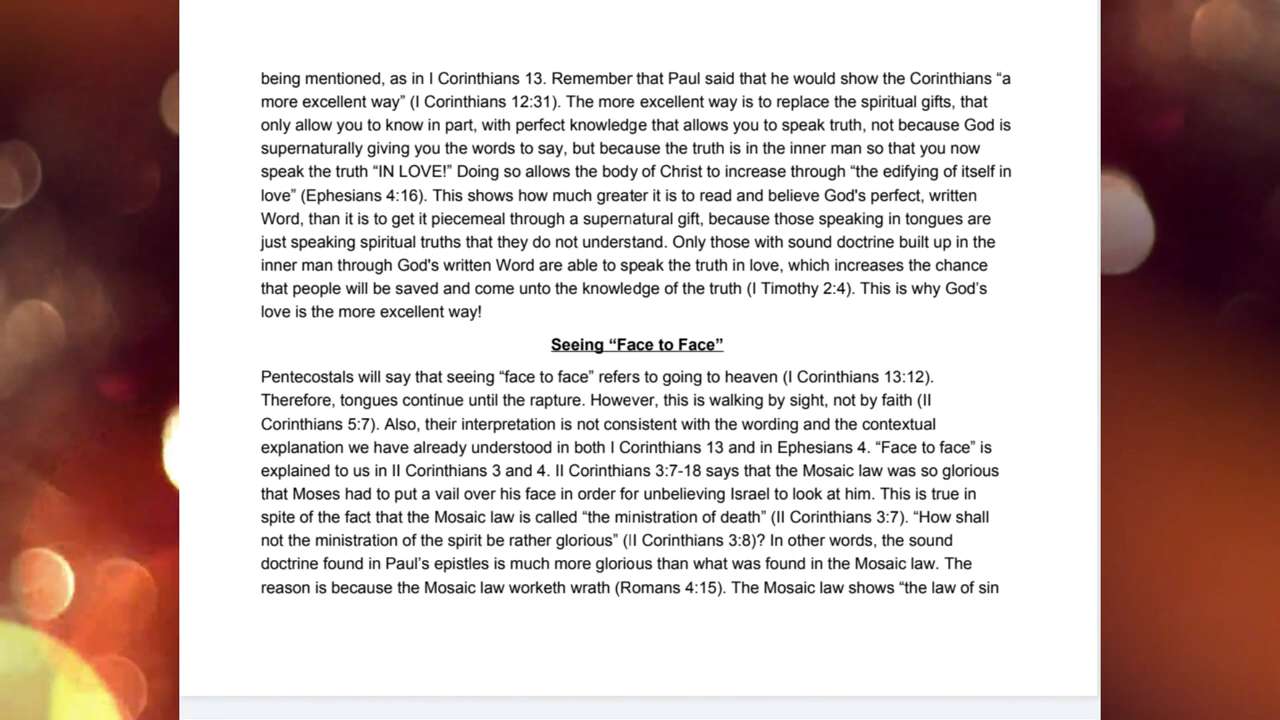 being mentioned, as in I Corinthians 13. Remember that Paul said that he would show the Corinthians “a
more excellent way” (I Corinthians 12:31). The more excellent way is to replace the spiritual gifts, that
only allow you to know in part, with perfect knowledge that allows you to speak truth, not because God is
supernaturally giving you the words to say, but because the truth is in the inner man so that you now
speak the truth “IN LOVE!” Doing so allows the body of Christ to increase through “the edifying of itself in
love” (Ephesians 4:16). This shows how much greater it is to read and believe God's perfect, written
Word, than it is to get it piecemeal through a supernatural gift, because those speaking in tongues are
just speaking spiritual truths that they do not understand. Only those with sound doctrine built up in the
inner man through God's written Word are able to speak the truth in love, which increases the chance
that people will be saved and come unto the knowledge of the truth (I Timothy 2:4). This is why God’s
love is the more excellent way!
Seeing “Face to Face”
Pentecostals will say that seeing “face to face” refers to going to heaven (I Corinthians 13:12).
Therefore, tongues continue until the rapture. However, this is walking by sight, not by faith (II
Corinthians 5:7). Also, their interpretation is not consistent with the wording and the contextual
explanation we have already understood in both I Corinthians 13 and in Ephesians 4. “Face to face” is
explained to us in II Corinthians 3 and 4. II Corinthians 3:7-18 says that the Mosaic law was so glorious
that Moses had to put a vail over his face in order for unbelieving Israel to look at him. This is true in
spite of the fact that the Mosaic law is called “the ministration of death” (II Corinthians 3:7). “How shall
not the ministration of the spirit be rather glorious” (II Corinthians 3:8)? In other words, the sound
doctrine found in Paul’s epistles is much more glorious than what was found in the Mosaic law. The
reason is because the Mosaic law worketh wrath (Romans 4:15). The Mosaic law shows “the law of sin